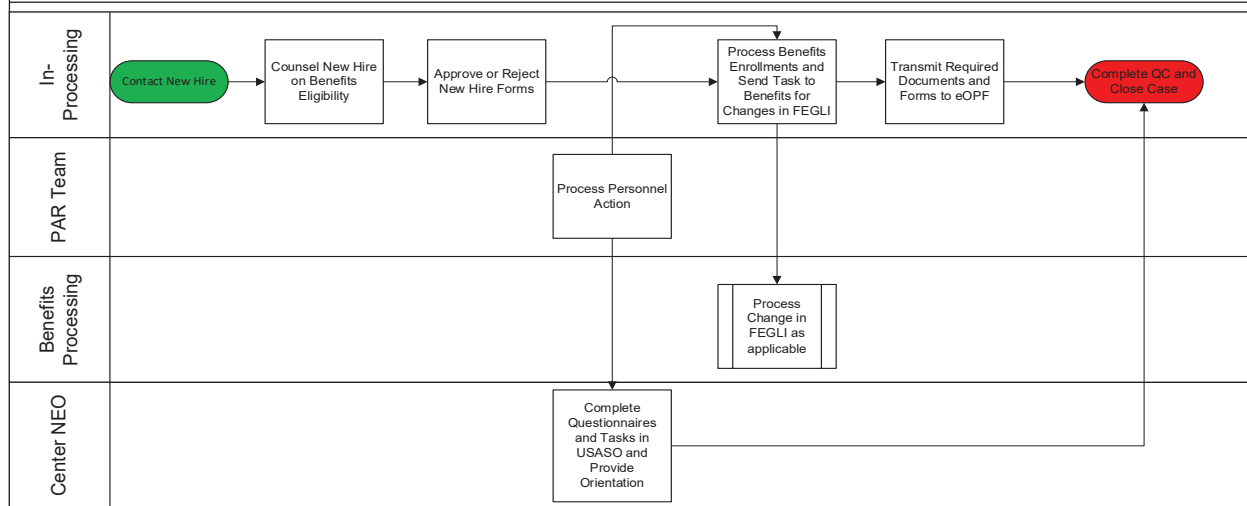 In-
Processing
Contact New Hire
Counsel New Hire
on Benefits
Eligibility
Approve or Reject
New Hire Forms
Process Benefits
Enrollments and
Send Task to
Benefits for
Changes in FEGLI
Transmit Required
Documents and
Forms to eOPF
Complete QC and
Close Case
PAR Team
Process Personnel
Action
Benefits
Processing
Process
Change in
FEGLI as
applicable
Center NEO
Complete
Questionnaires
and Tasks in
USASO and
Provide
Orientation